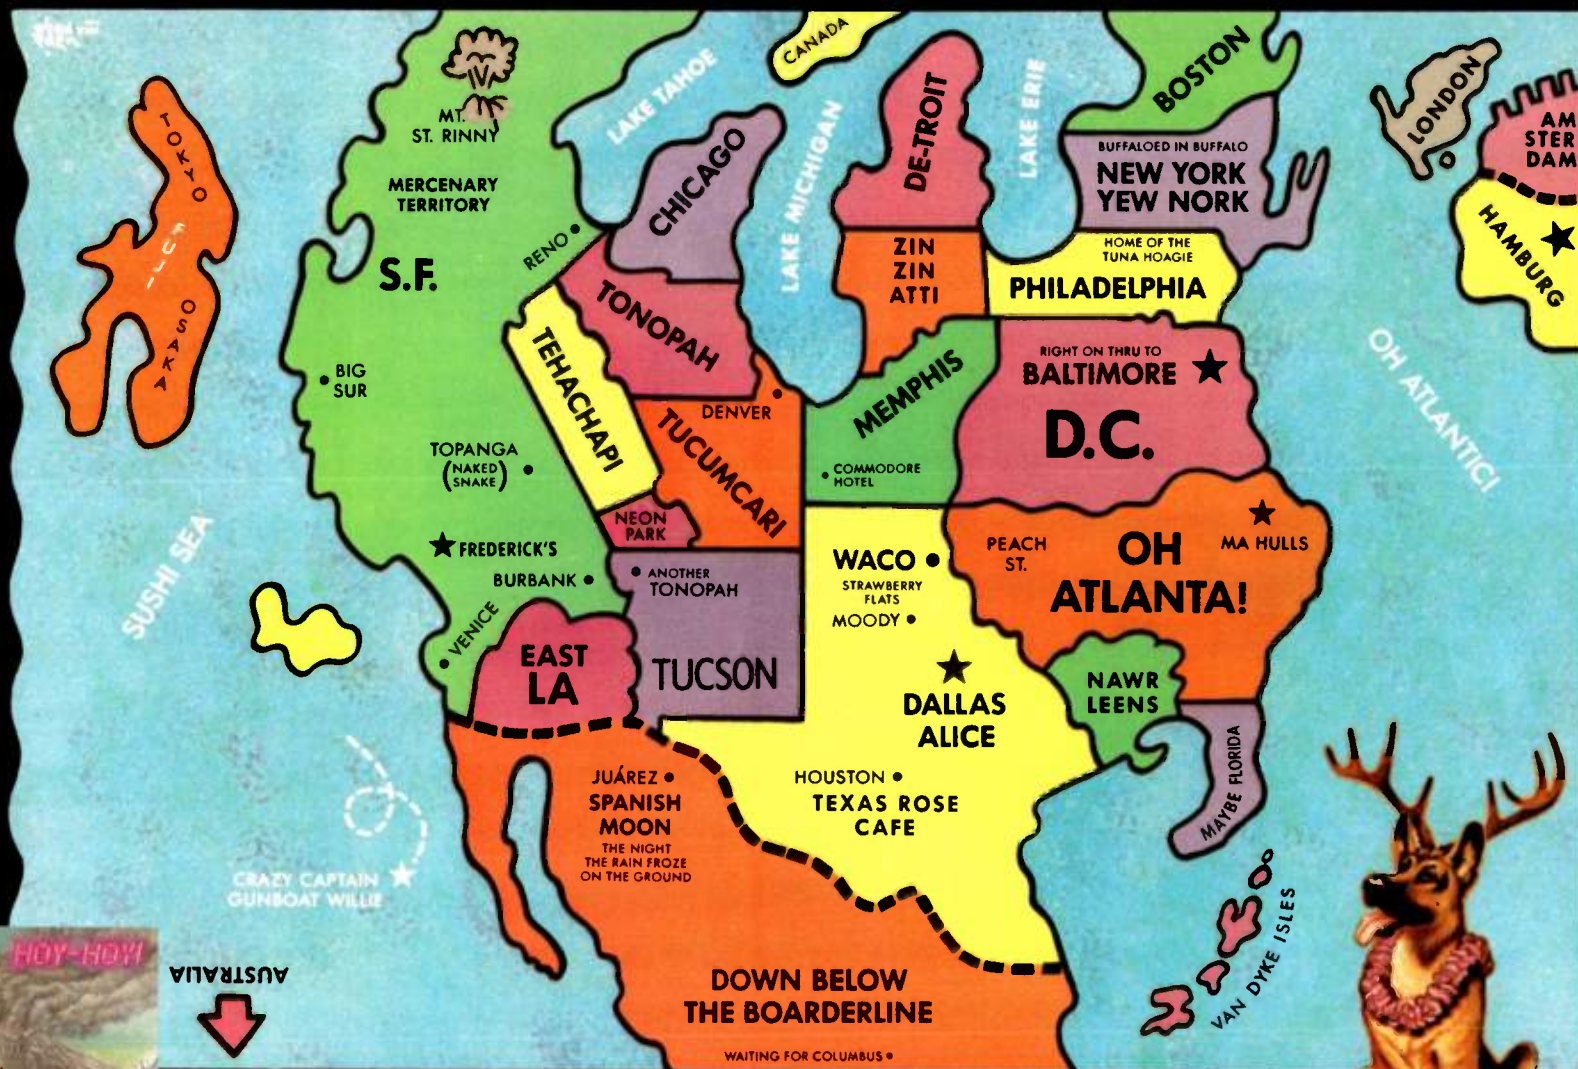 CANADA
BOSTON
LONDON
AM
STER
DAM
HAMBURG
MT.
ST. RINNY
LAKE TAHOE
CHICAGO
LAKE MICHIGAN
DE-TROIT
LAKE ERIE
BUFFALOED IN BUFFALO
NEW YORK
YEW NORK
TOKYO
FUJI
OSAKA
MERCENARY
TERRITORY
RENO
S.F.
ZIN
ZIN
ATTI
HOME OF THE
TUNA HOAGIE
PHILADELPHIA
TONOPAH
TEHACHAPI
BIG
SUR
DENVER
TUCUMCARI
MEMPHIS
COMMODORE
HOTEL
RIGHT ON THRU TO
BALTIMORE
D.C.
OH ATLANTIC!
TOPANGA
(NAKED
SNAKE)
NEON
PARK
SUSHI SEA
FREDERICK'S
BURBANK
VENICE
ANOTHER
TONOPAH
EAST
LA
TUCSON
WACO
STRAWBERRY
FLATS
MOODY
DALLAS
ALICE
PEACH
ST.
OH
ATLANTA!
MA HULLS
NAWR
LEENS
MAYBE FLORIDA
HOUSTON
TEXAS ROSE
CAFE
JUÁREZ
SPANISH
MOON
THE NIGHT
THE RAIN FROZE
ON THE GROUND
CRAZY CAPTAIN
GUNBOAT WILLIE
VAN DYKE ISLES
HOY-HOY!
AUSTRALIA
DOWN BELOW
THE BOARDERLINE
WAITING FOR COLUMBUS